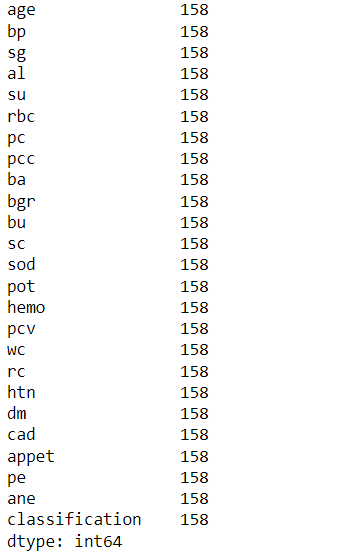 age 158
bp 158
sg 158
al 158
su 158
rbc 158
pc 158
pcc 158
ba 158
bgr 158
bu 158
sc 158
sod 158
pot 158
hemo 158
pcv 158
wc 158
rc 158
htn 158
dm 158
cad 158
appet 158
pe 158
ane 158
classification 158
dtype: int64